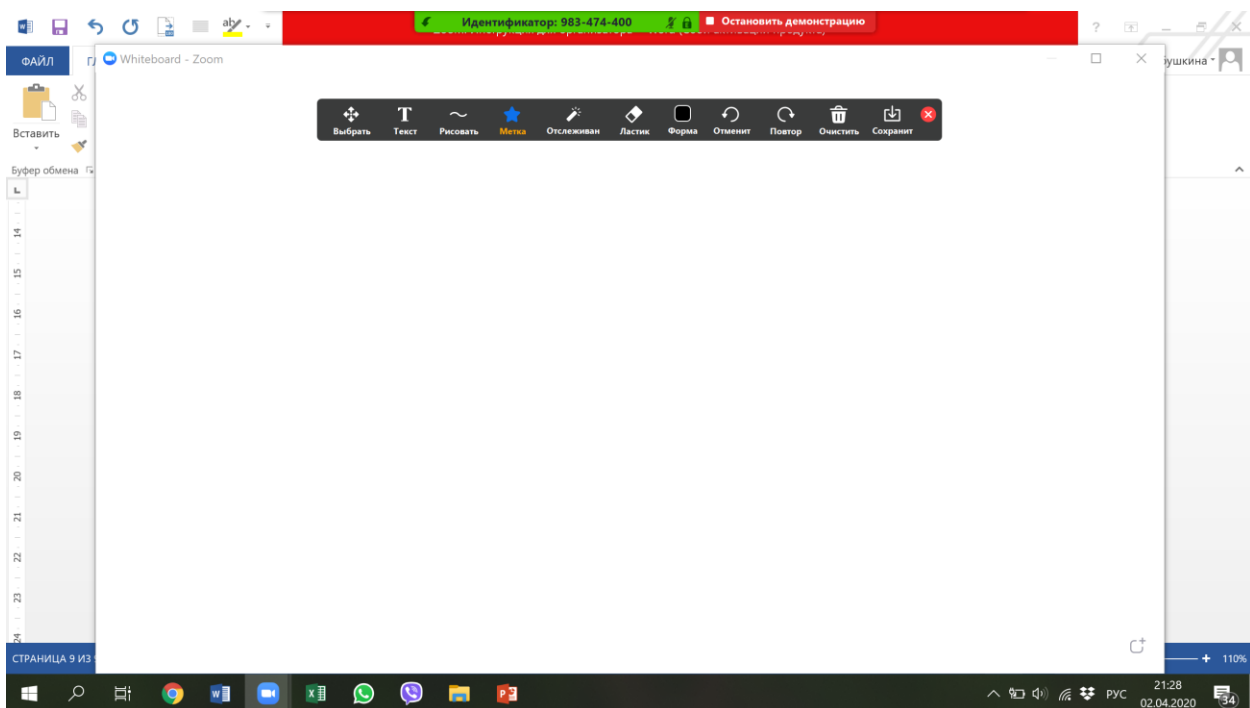 Идентификатор: 983-474-400 Остановить демонстрацию
ФАЙЛ Whiteboard - Zoom
Выбрать Текст Рисовать Метка Отслеживан Ластик Форма Отменит Повтор Очистить Сохранит
Вставить
Буфер обмена
14
15
16
17
18
19
20
21
22
23
24
СТРАНИЦА 9 ИЗ 110%
РУС 21:28
02.04.2020 34